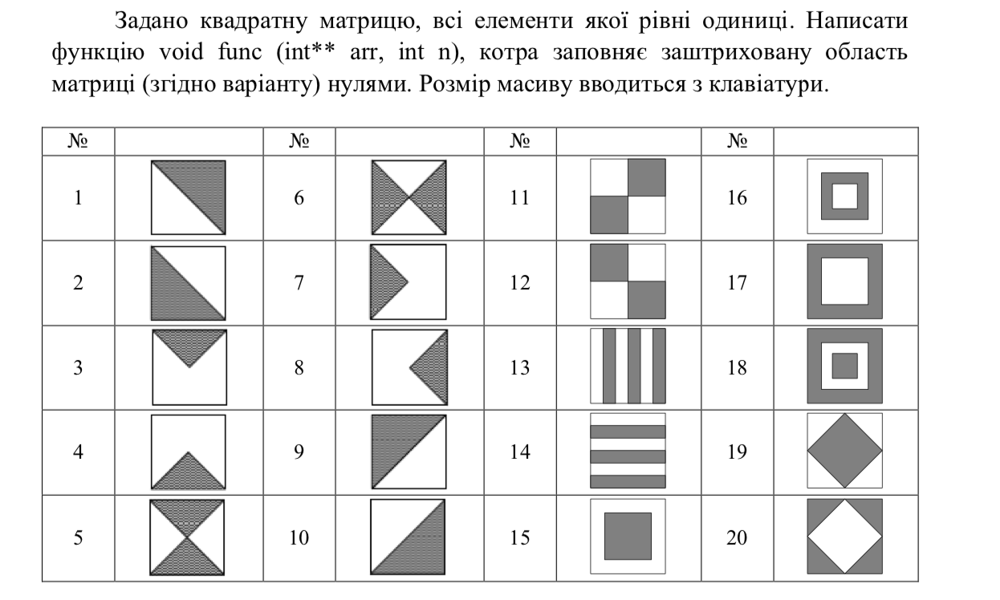 Задано квадратну матрицю, всі елементи якої рівні одиниці. Написати
функцію void func (int** arr, int n), котра заповняє заштриховану область
матриці (згідно варіанту) нулями. Розмір масиву вводиться з клавіатури.
№ № № №
1 6 11 16
2 7 12 17
3 8 13 18
4 9 14 19
5 10 15 20